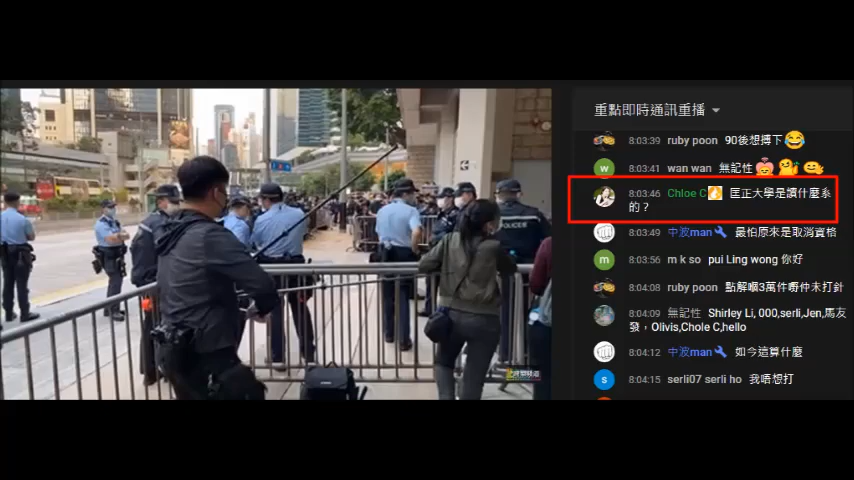 重點即時通訊重播
8:03:39 ruby poon 90後想搏下😂
8:03:41 wan wan 無記性
8:03:46 Chloe C 匡正大學是讀什麼系
的？
8:03:49 中波man 最怕原來是取消資格
8:03:56 m k so pui Ling wong 你好
8:04:08 ruby poon 點解嗰3萬件嘢仲未打針
8:04:09 無記性 Shirley Li, 000,serli,Jen,馬友
發，Olivis,Chole C,hello
8:04:12 中波man 如今這算什麼
8:04:15 serli07 serli ho 我唔想打
w
m
s
POLICE